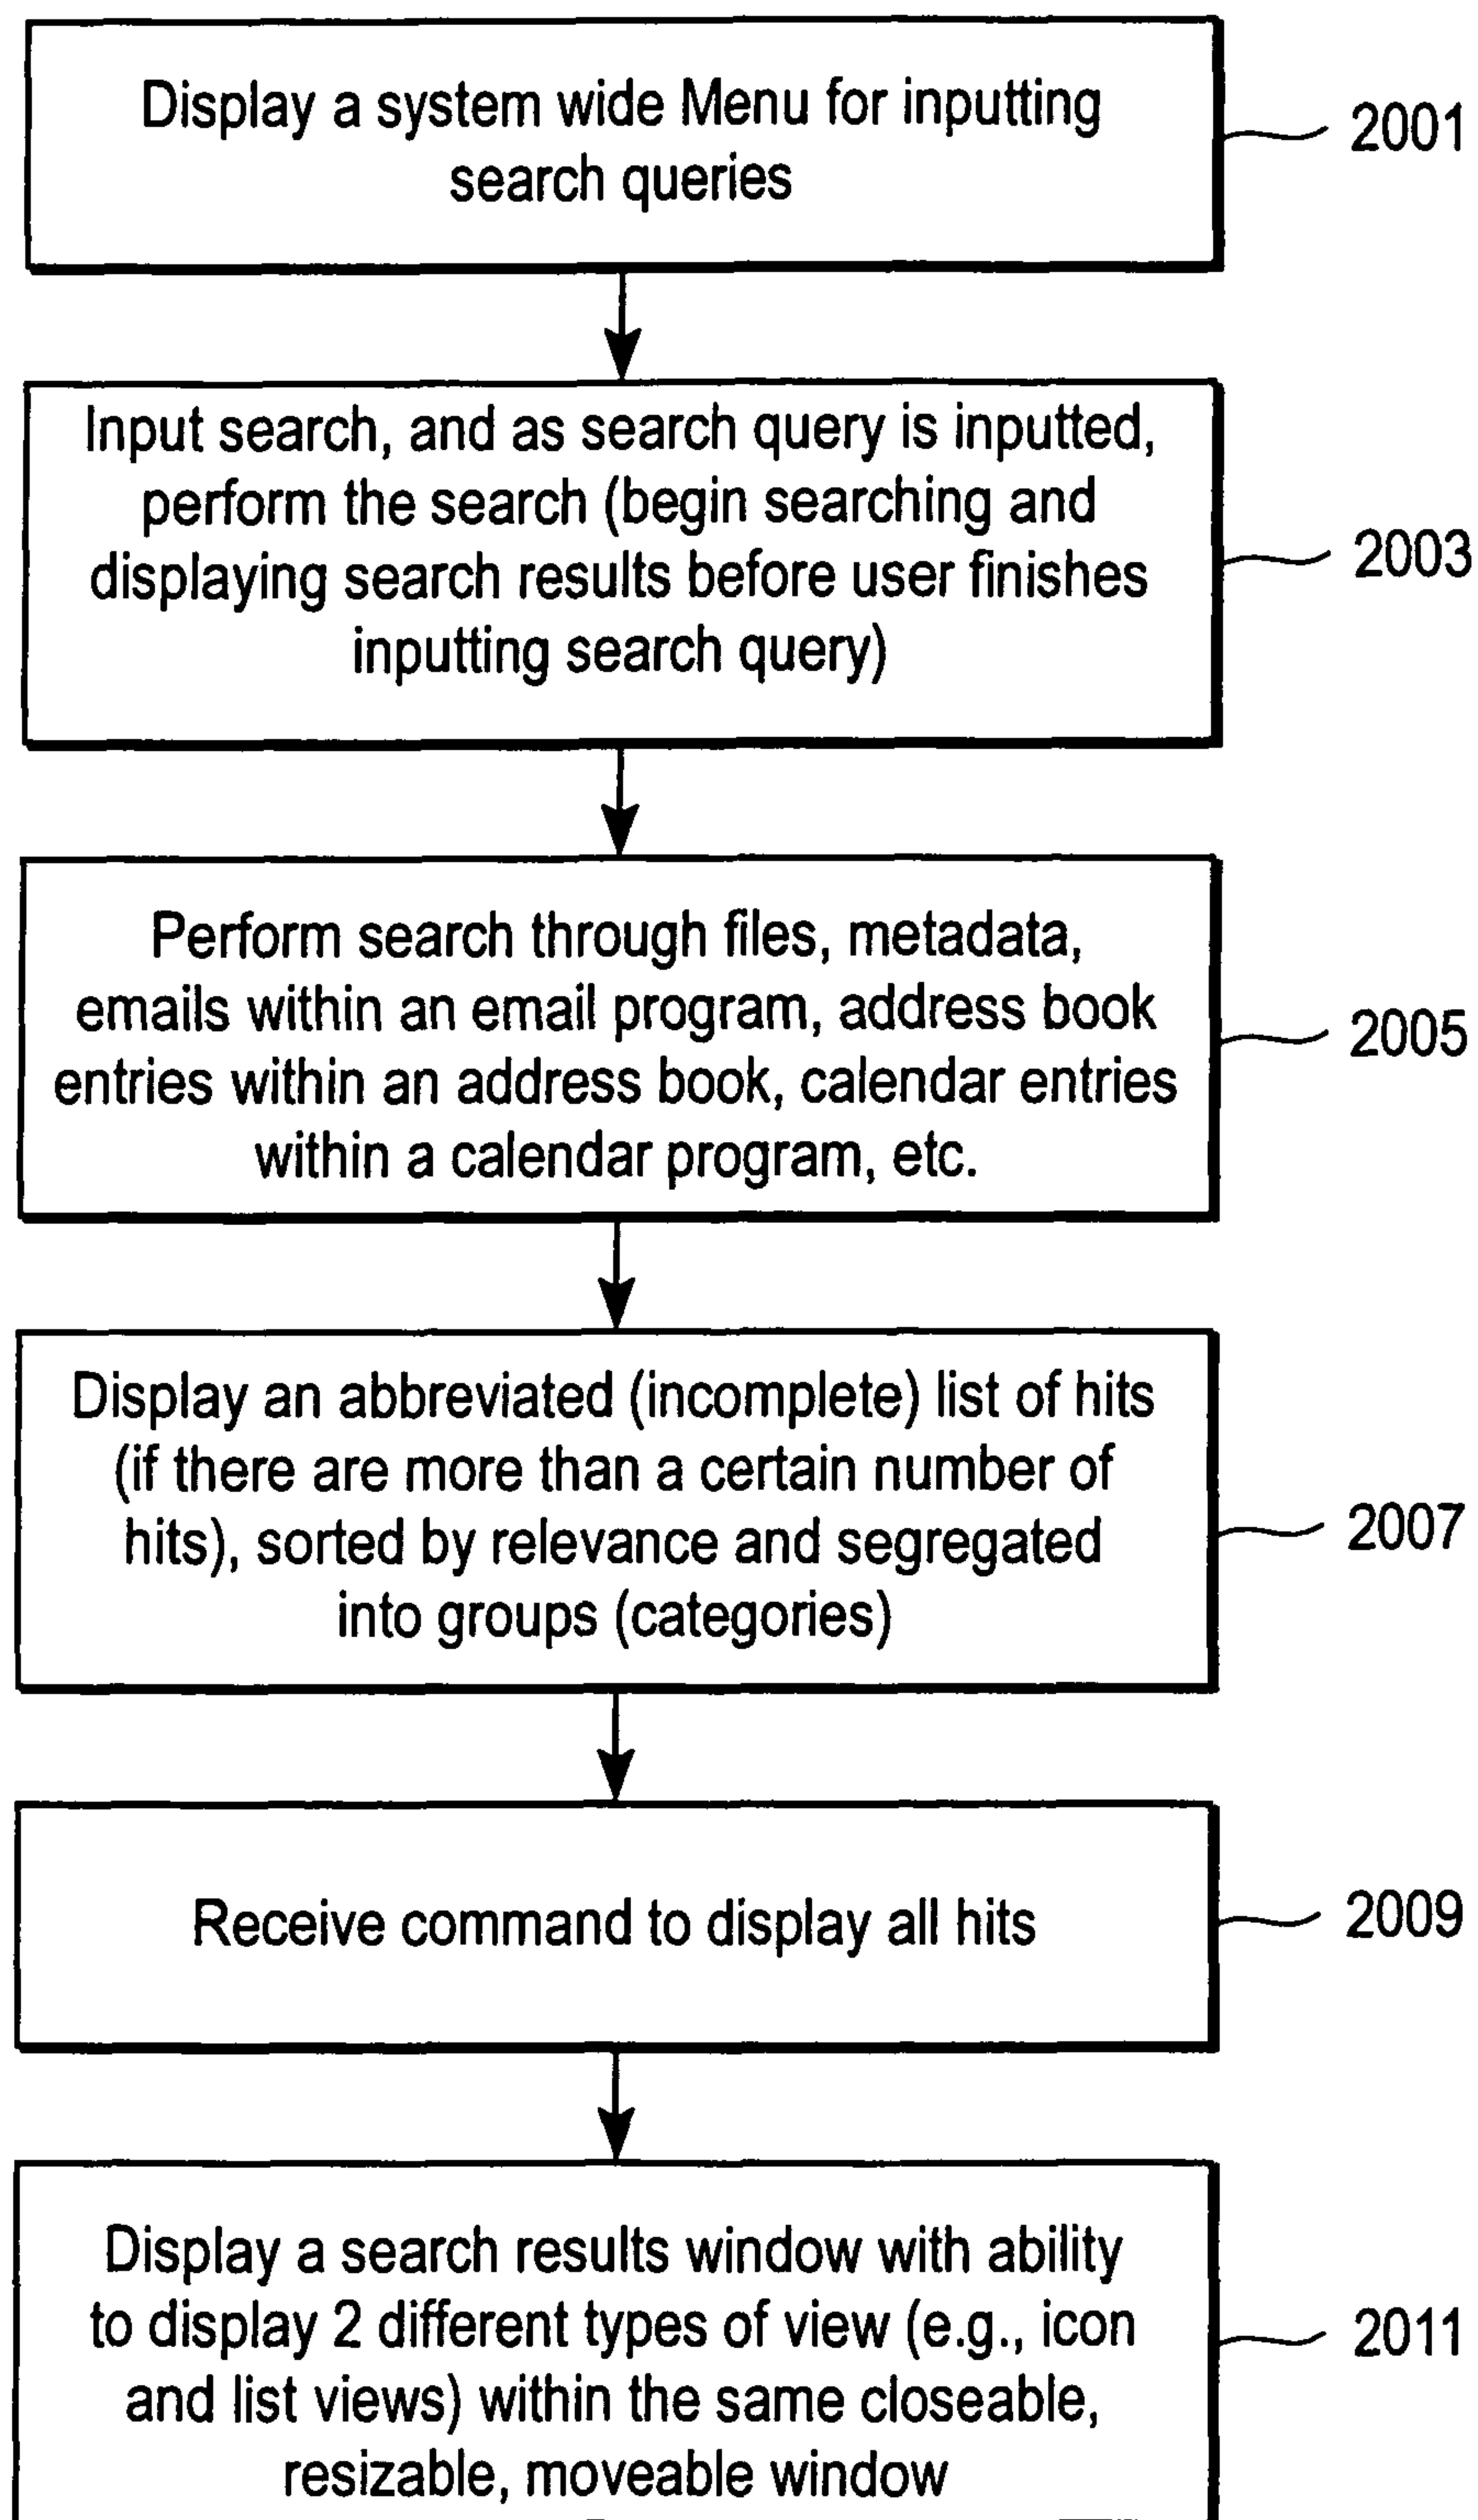 Display a system wide Menu for inputting
search queries
2001
Input search, and as search query is inputted,
perform the search (begin searching and
displaying search results before user finishes
inputting search query)
2003
Perform search through files, metadata,
emails within an email program, address book
entries within an address book, calendar entries
within a calendar program, etc.
2005
Display an abbreviated (incomplete) list of hits
(if there are more than a certain number of
hits), sorted by relevance and segregated
into groups (categories)
2007
Receive command to display all hits
2009
Display a search results window with ability
to display 2 different types of view (e.g., icon
and list views) within the same closeable,
resizable, moveable window
2011